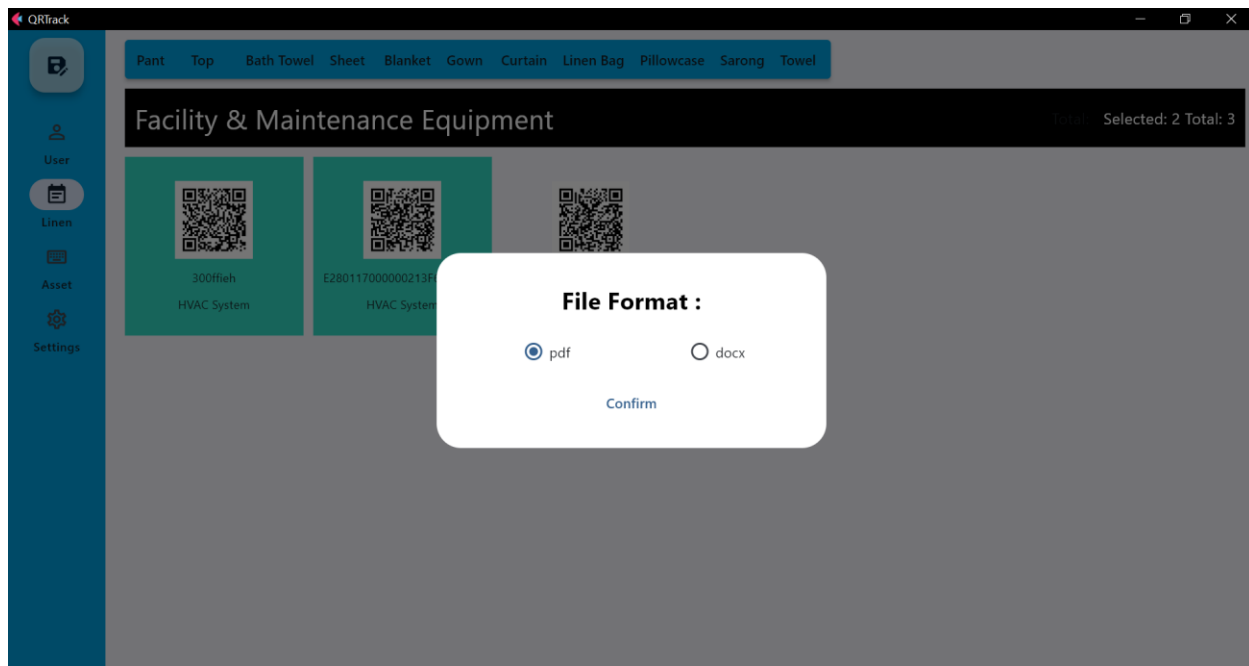 QRTrack
Pant Top Bath Towel Sheet Blanket Gown Curtain Linen Bag Pillowcase Sarong Towel
Facility & Maintenance Equipment
Total: Selected: 2 Total: 3
User
Linen
Asset
Settings
300ffieh
HVAC System
E280117000000213F
HVAC System
File Format :
pdf docx
Confirm